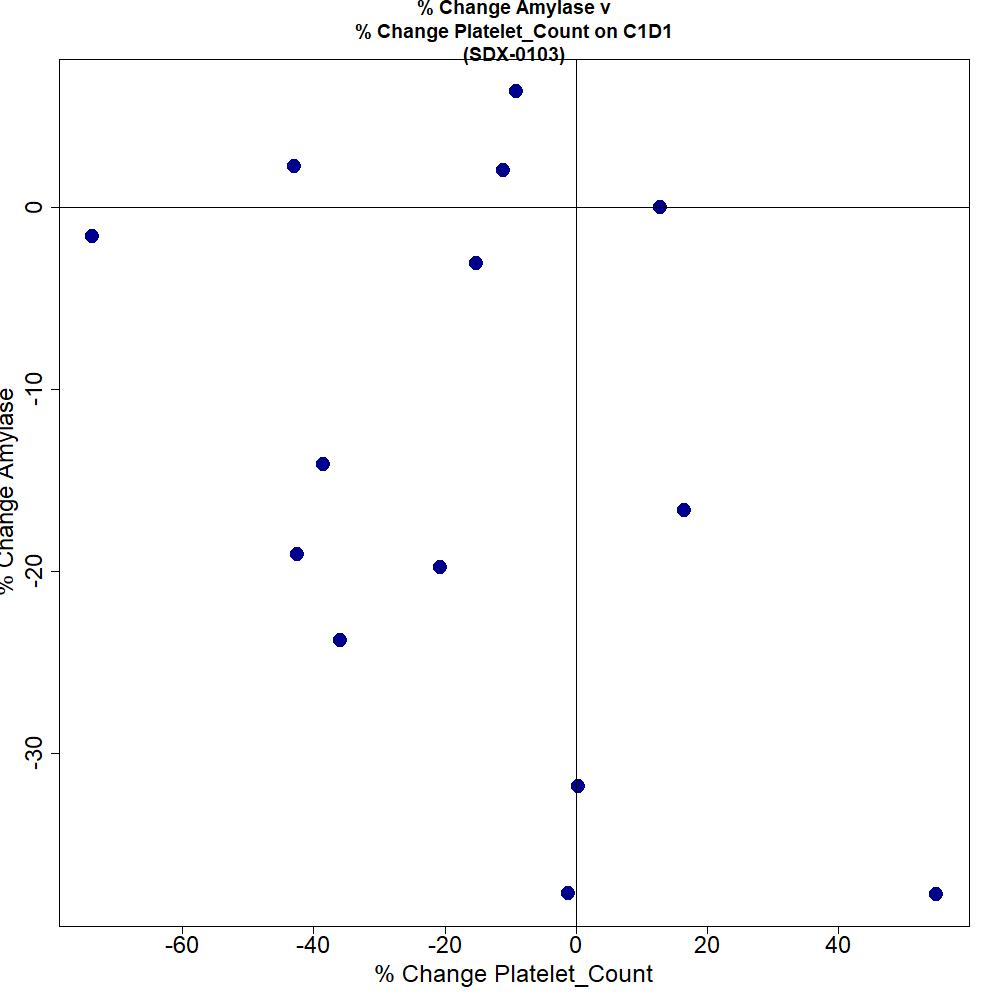 % Change Amylase v
% Change Platelet_Count on C1D1
(SDX-0103)
% Change Amylase
0
-10
-20
-30
-60
-40
-20
0
20
40
% Change Platelet_Count